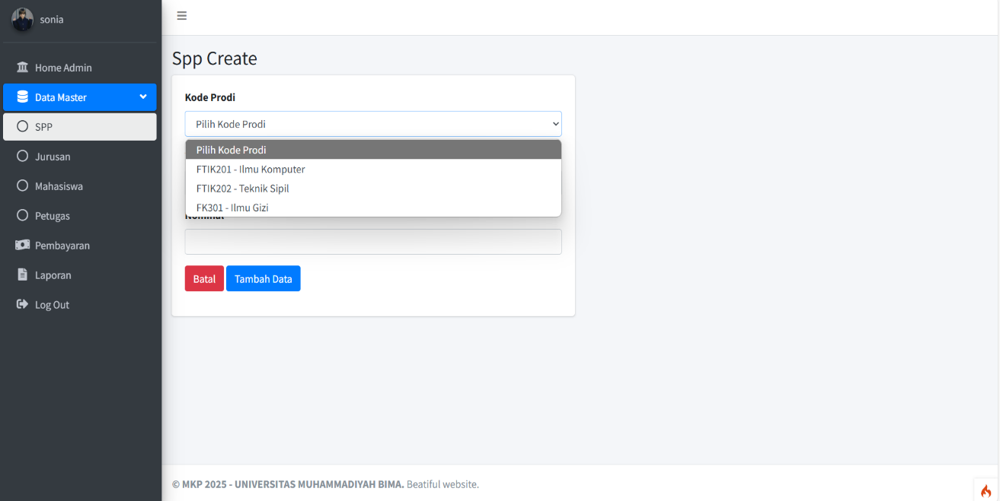 sonia
Home Admin
Data Master
SPP
Jurusan
Mahasiswa
Petugas
Pembayaran
Laporan
Log Out
Spp Create
Kode Prodi
Pilih Kode Prodi
Pilih Kode Prodi
FTIK201 - Ilmu Komputer
FTIK202 - Teknik Sipil
FK301 - Ilmu Gizi
Nominal
Batal Tambah Data
© MKP 2025 - UNIVERSITAS MUHAMMADIYAH BIMA. Beatiful website.